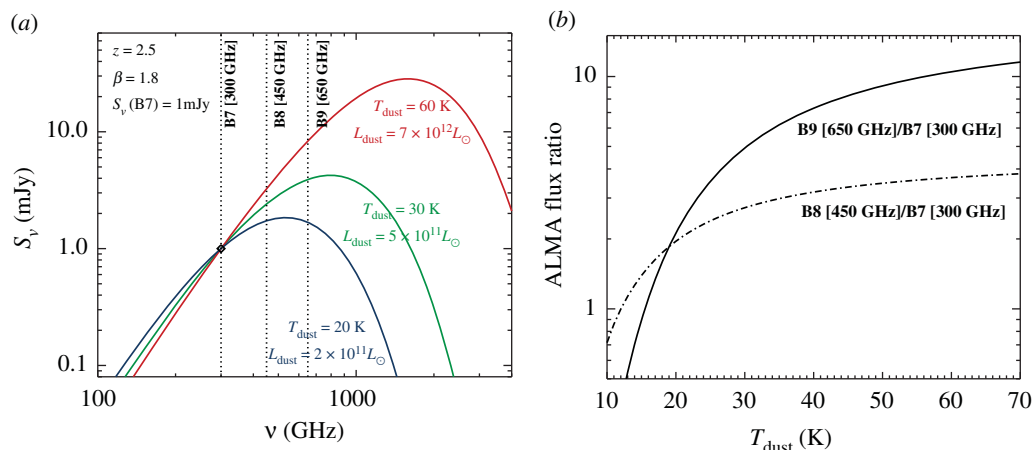 (a)
z = 2.5
β = 1.8
S_ν(B7) = 1mJy
B7 [300 GHz]
B8 [450 GHz]
B9 [650 GHz]
T_dust = 60 K
L_dust = 7 × 10^12 L_⊙
T_dust = 30 K
L_dust = 5 × 10^11 L_⊙
T_dust = 20 K
L_dust = 2 × 10^11 L_⊙
S_ν (mJy)
10.0
1.0
0.1
100
1000
ν (GHz)
(b)
B9 [650 GHz]/B7 [300 GHz]
B8 [450 GHz]/B7 [300 GHz]
ALMA flux ratio
10
1
10
20
30
40
50
60
70
T_dust (K)